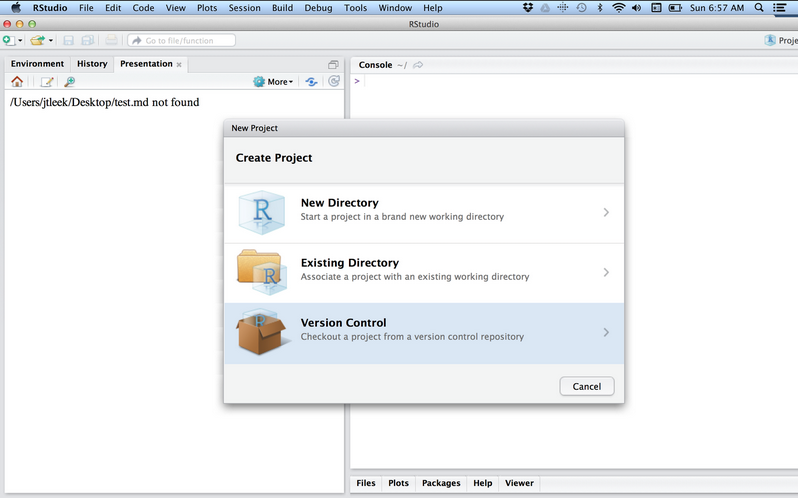 RStudio File Edit Code View Plots Session Build Debug Tools Window Help Sun 6:57 AM
RStudio
Go to file/function
Proje
Environment History Presentation
Console ~/
More
>
/Users/jtleek/Desktop/test.md not found
New Project
Create Project
R
New Directory
Start a project in a brand new working directory
R
Existing Directory
Associate a project with an existing working directory
R
Version Control
Checkout a project from a version control repository
Cancel
Files Plots Packages Help Viewer